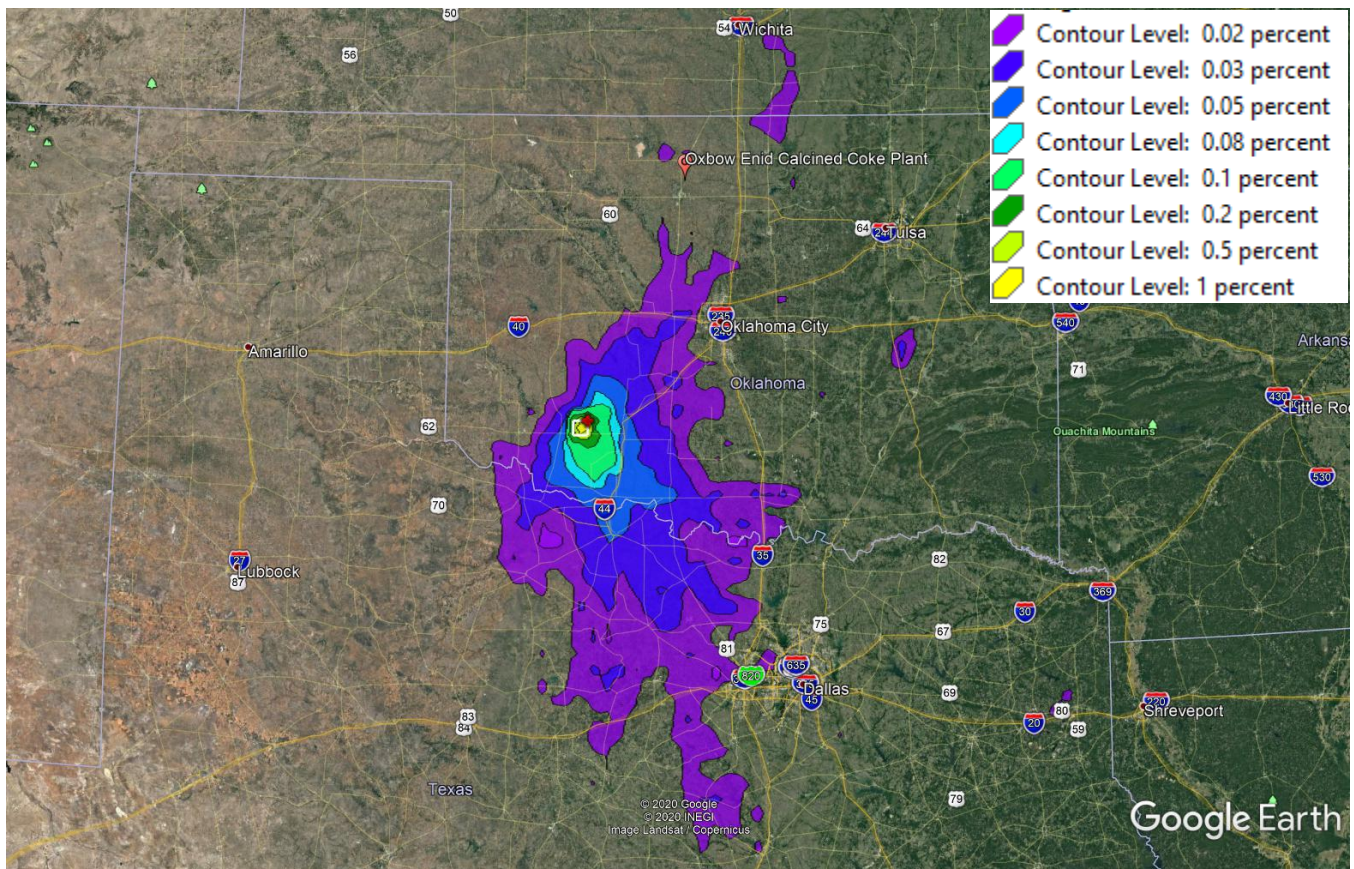 50
54
Wichita
56
Contour Level: 0.02 percent
Contour Level: 0.03 percent
Contour Level: 0.05 percent
Contour Level: 0.08 percent
Contour Level: 0.1 percent
Contour Level: 0.2 percent
Contour Level: 0.5 percent
Contour Level: 1 percent
Oxbow Enid Calcined Coke Plant
60
64
Tulsa
235
40
Oklahoma City
540
Amarillo
Arkansa
Oklahoma
71
430
Little Roc
62
Ouachita Mountains
530
70
44
35
82
27
Lubbock
87
369
30
75
67
81
635
820
Dallas
45
69
80
220
Shreveport
83
84
20
59
Texas
79
© 2020 Google
© 2020 INEGI
Image Landsat / Copernicus
Google Earth